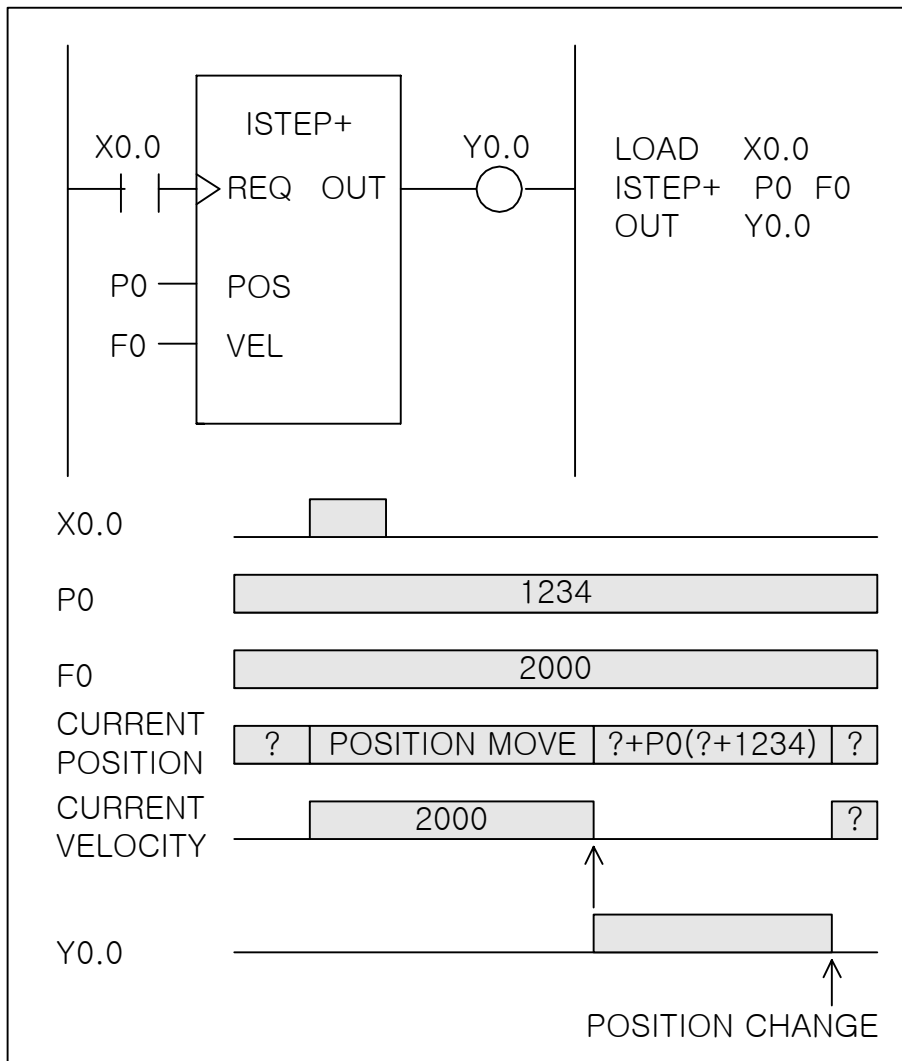 ISTEP+
X0.0
Y0.0
REQ OUT
P0 POS
F0 VEL
LOAD X0.0
ISTEP+ P0 F0
OUT Y0.0
X0.0
P0 1234
F0 2000
CURRENT
POSITION
? POSITION MOVE ?+P0(?+1234) ?
CURRENT
VELOCITY
2000 ?
Y0.0
POSITION CHANGE